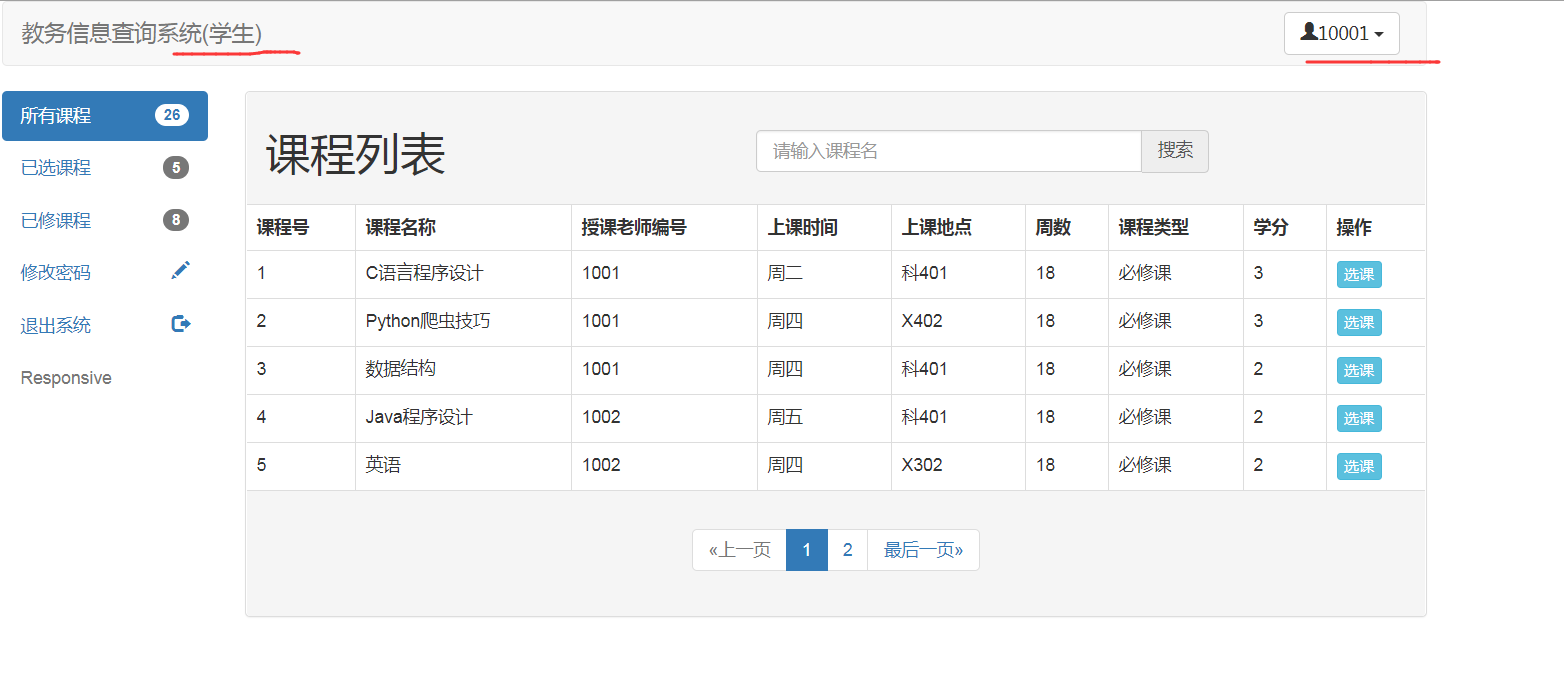 教务信息查询系统(学生) 10001
所有课程 26
已选课程 5
已修课程 8
修改密码
退出系统
Responsive
课程列表 请输入课程名 搜索
课程号 课程名称 授课老师编号 上课时间 上课地点 周数 课程类型 学分 操作
1 C语言程序设计 1001 周二 科401 18 必修课 3 选课
2 Python爬虫技巧 1001 周四 X402 18 必修课 3 选课
3 数据结构 1001 周四 科401 18 必修课 2 选课
4 Java程序设计 1002 周五 科401 18 必修课 2 选课
5 英语 1002 周四 X302 18 必修课 2 选课
«上一页 1 2 最后一页»